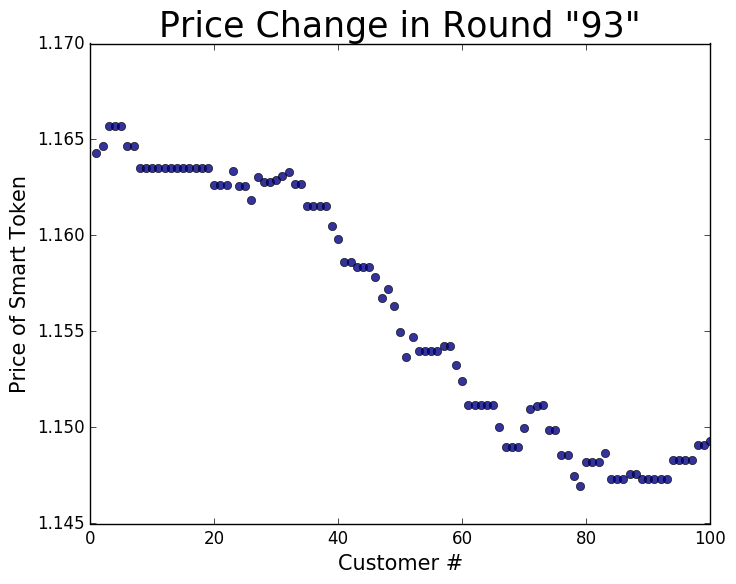 Price Change in Round "93"
1.170
1.165
1.160
1.155
1.150
1.145
Price of Smart Token
0 20 40 60 80 100
Customer #